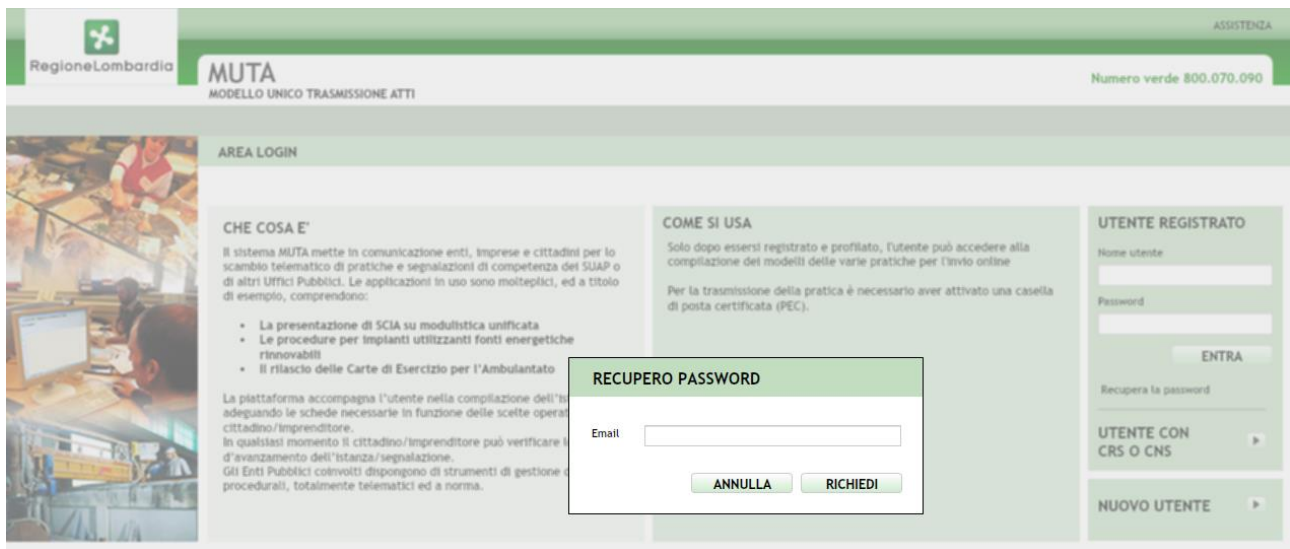 ASSISTENZA
RegioneLombardia
MUTA
MODELLO UNICO TRASMISSIONE ATTI
Numero verde 800.070.090
AREA LOGIN
CHE COSA E'
Il sistema MUTA mette in comunicazione enti, imprese e cittadini per lo
scambio telematico di pratiche e segnalazioni di competenza dei SUAP o
di altri Uffici Pubblici. Le applicazioni in uso sono molteplici, ed a titolo
di esempio, comprendono:
• La presentazione di SCIA su modulistica unificata
• Le procedure per impianti utilizzanti fonti energetiche
rinnovabili
• Il rilascio delle Carte di Esercizio per l'Ambulantato
La piattaforma accompagna l'utente nella compilazione dell'
adeguando le schede necessarie in funzione delle scelte
cittadino/imprenditore.
In qualsiasi momento il cittadino/imprenditore può verificare
d'avanzamento dell'istanza/segnalazione.
Gli Enti Pubblici coinvolti dispongono di strumenti di gestione
procedurali, totalmente telematici ed a norma.
COME SI USA
Solo dopo essersi registrato e profilato, l'utente può accedere alla
compilazione dei modelli delle varie pratiche per l'invio online
Per la trasmissione della pratica è necessario aver attivato una casella
di posta certificata (PEC).
RECUPERO PASSWORD
Email
ANNULLA RICHIEDI
UTENTE REGISTRATO
Nome utente
Password
ENTRA
Recupera la password
UTENTE CON
CRS O CNS
NUOVO UTENTE